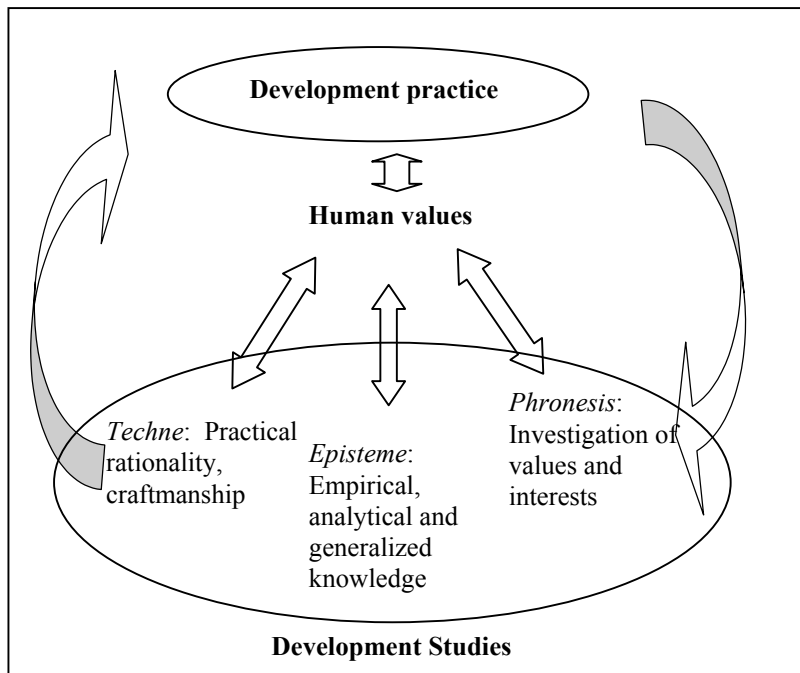 Development practice
Human values
Techne: Practical
rationality,
craftmanship
Episteme:
Empirical,
analytical and
generalized
knowledge
Phronesis:
Investigation of
values and
interests
Development Studies